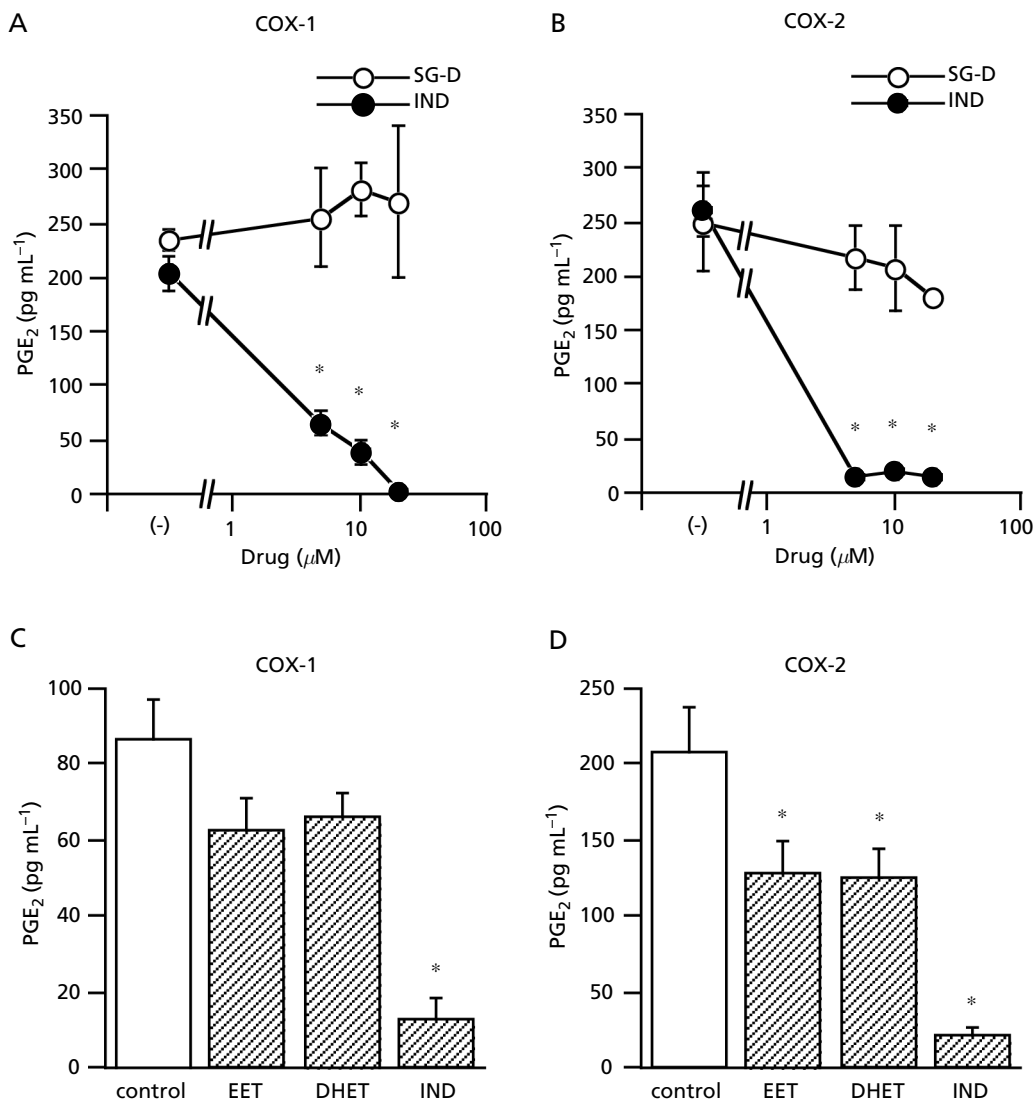 A
COX-1
SG-D
IND
350
300
250
200
150
100
50
0
PGE₂ (pg mL⁻¹)
*
*
*
(-)
1
10
100
Drug (μM)
B
COX-2
SG-D
IND
350
300
250
200
150
100
50
0
PGE₂ (pg mL⁻¹)
*
*
*
(-)
1
10
100
Drug (μM)
C
COX-1
100
80
60
40
20
0
PGE₂ (pg mL⁻¹)
*
control EET DHET IND
D
COX-2
250
200
150
100
50
0
PGE₂ (pg mL⁻¹)
*
*
*
control EET DHET IND